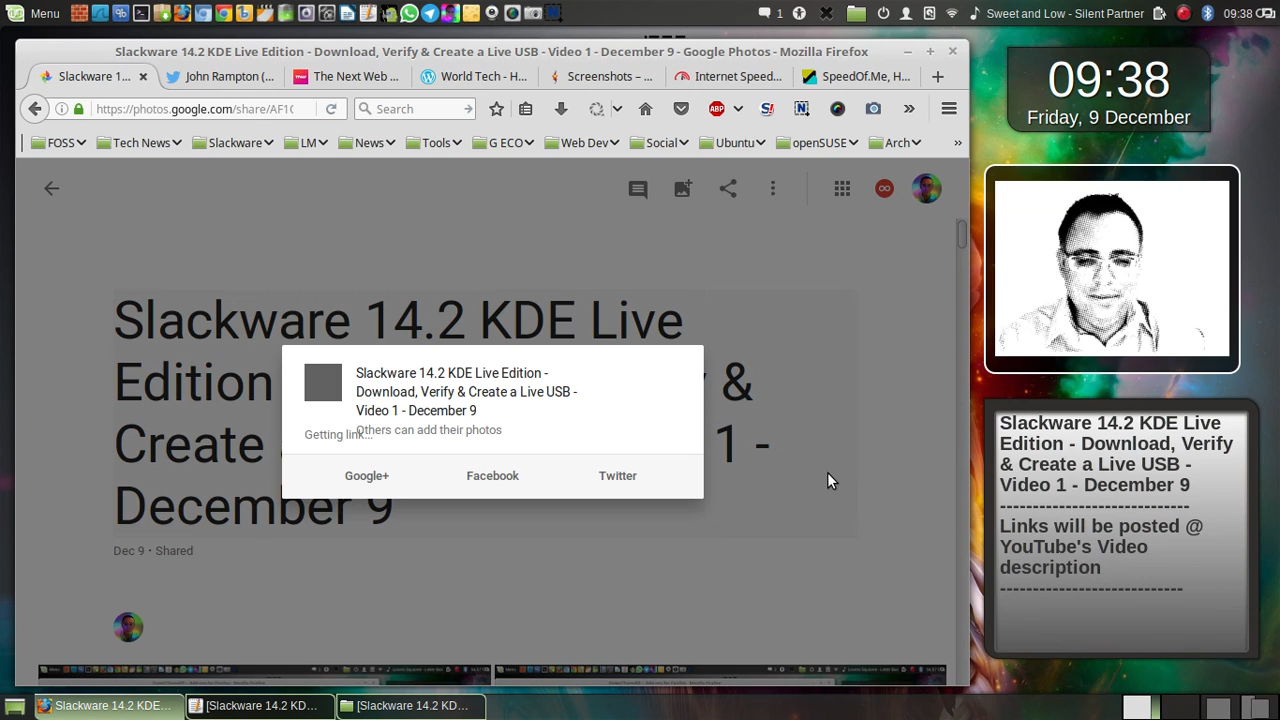 Menu
1
Sweet and Low - Silent Partner
09:38
Slackware 14.2 KDE Live Edition - Download, Verify & Create a Live USB - Video 1 - December 9 - Google Photos - Mozilla Firefox
Slackware 1...
John Rampton (...
The Next Web ...
World Tech - H...
Screenshots – ...
Internet Speed...
SpeedOf.Me, H...
https://photos.google.com/share/AF1
Search
ABP
S!
N
FOSS
Tech News
Slackware
LM
News
Tools
G ECO
Web Dev
Social
Ubuntu
openSUSE
Arch
»
Slackware 14.2 KDE Live
Edition
&
Create
1 -
December 9
Dec 9 · Shared
Slackware 14.2 KDE Live Edition -
Download, Verify & Create a Live USB -
Video 1 - December 9
Others can add their photos
Getting link...
Google+
Facebook
Twitter
09:38
Friday, 9 December
Slackware 14.2 KDE Live
Edition - Download, Verify
& Create a Live USB -
Video 1 - December 9
----------------------------
Links will be posted @
YouTube's Video
description
---------------------------
Slackware 14.2 KDE...
[Slackware 14.2 KD...
[Slackware 14.2 KD...